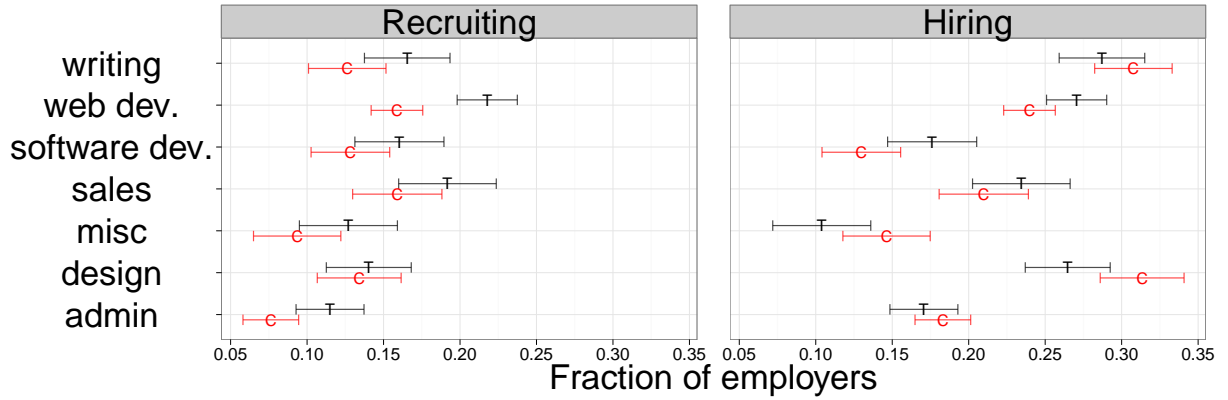 Recruiting
Hiring
writing
T
C
T
C
web dev.
T
C
T
C
software dev.
T
C
T
C
sales
T
C
T
C
misc
T
C
T
C
design
T
C
T
C
admin
T
C
T
C
0.05 0.10 0.15 0.20 0.25 0.30 0.35
0.05 0.10 0.15 0.20 0.25 0.30 0.35
Fraction of employers